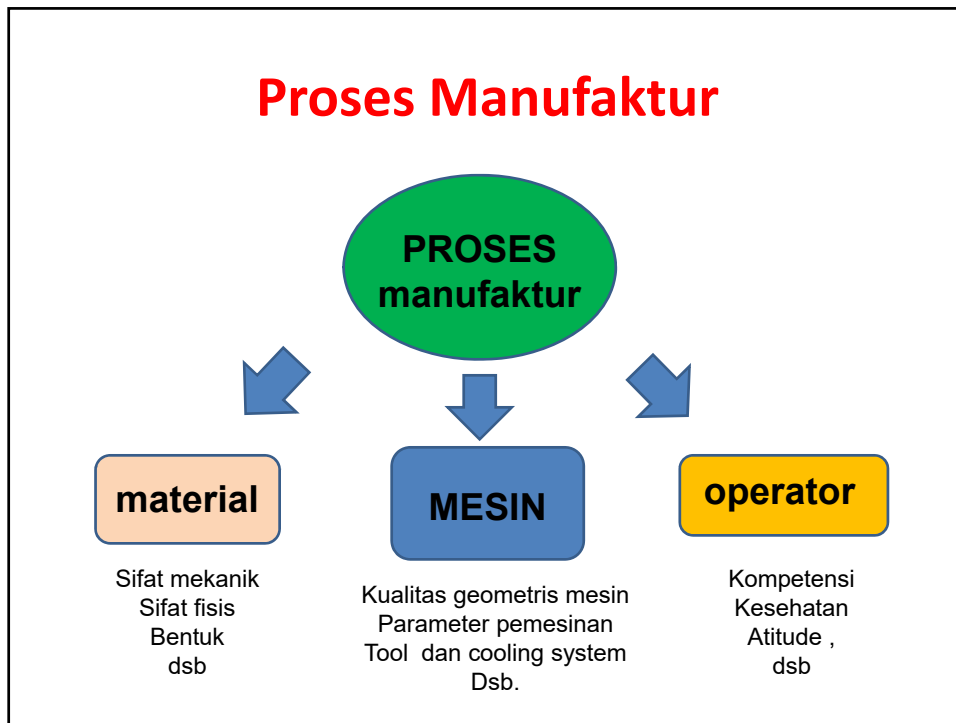 Proses Manufaktur
PROSES
manufaktur
material
MESIN
operator
Sifat mekanik
Sifat fisis
Bentuk
dsb
Kualitas geometris mesin
Parameter pemesinan
Tool dan cooling system
Dsb.
Kompetensi
Kesehatan
Atitude ,
dsb